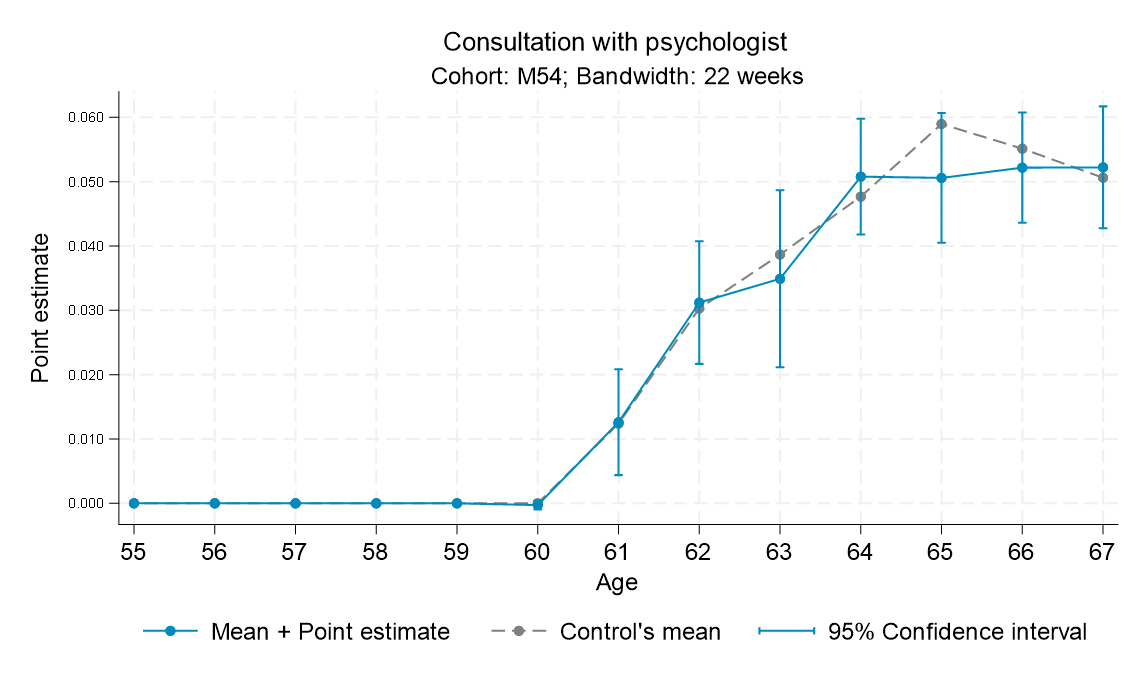 Consultation with psychologist
Cohort: M54; Bandwidth: 22 weeks
Point estimate
0.060
0.050
0.040
0.030
0.020
0.010
0.000
55 56 57 58 59 60 61 62 63 64 65 66 67
Age
Mean + Point estimate Control's mean 95% Confidence interval